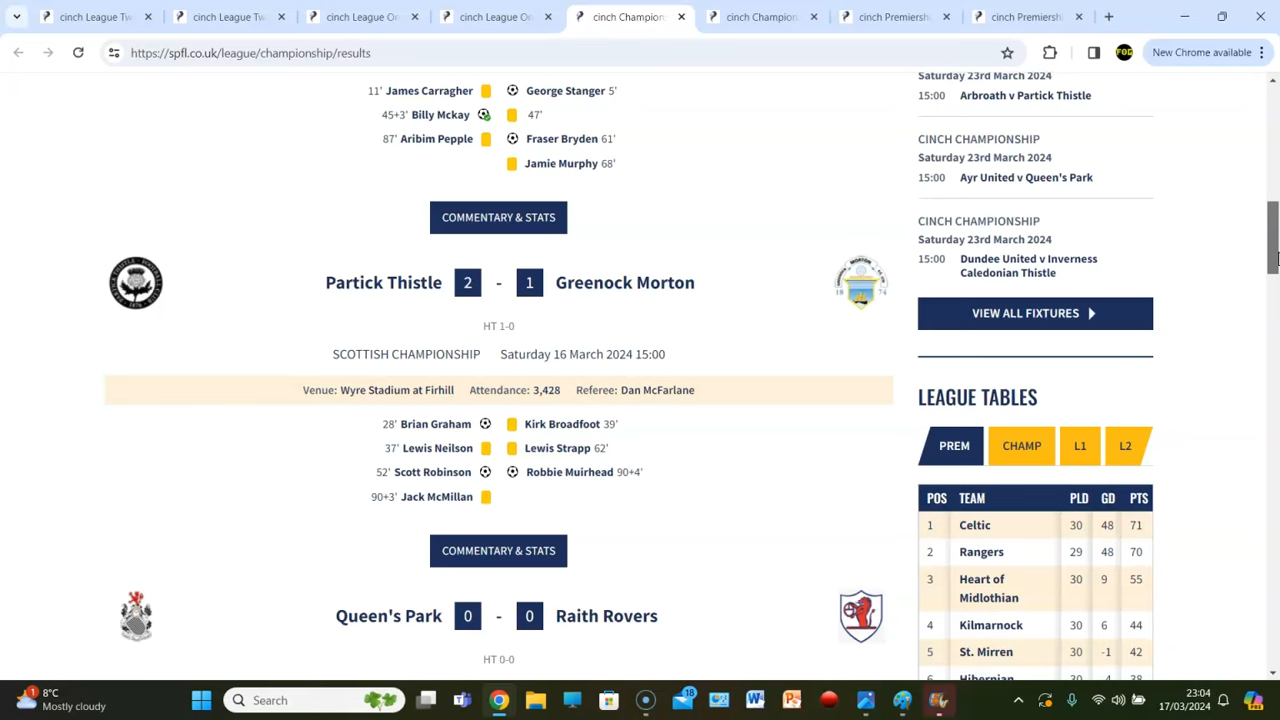 cinch League Tw
cinch League Tw
cinch League On
cinch League On
cinch Champion
cinch Champion
cinch Premiersh
cinch Premiersh
https://spfl.co.uk/league/championship/results
FOG
New Chrome available
11' James Carragher
George Stanger 5'
45+3' Billy Mckay
47'
87' Aribim Pepple
Fraser Bryden 61'
Jamie Murphy 68'
COMMENTARY & STATS
Partick Thistle 2 - 1 Greenock Morton
HT 1-0
SCOTTISH CHAMPIONSHIP Saturday 16 March 2024 15:00
Venue: Wyre Stadium at Firhill Attendance: 3,428 Referee: Dan McFarlane
28' Brian Graham
Kirk Broadfoot 39'
37' Lewis Neilson
Lewis Strapp 62'
52' Scott Robinson
Robbie Muirhead 90+4'
90+3' Jack McMillan
COMMENTARY & STATS
Queen's Park 0 - 0 Raith Rovers
HT 0-0
Saturday 23rd March 2024
15:00 Arbroath v Partick Thistle
CINCH CHAMPIONSHIP
Saturday 23rd March 2024
15:00 Ayr United v Queen's Park
CINCH CHAMPIONSHIP
Saturday 23rd March 2024
15:00 Dundee United v Inverness
Caledonian Thistle
VIEW ALL FIXTURES
LEAGUE TABLES
PREM CHAMP L1 L2
POS TEAM PLD GD PTS
1 Celtic 30 48 71
2 Rangers 29 48 70
3 Heart of Midlothian 30 9 55
4 Kilmarnock 30 6 44
5 St. Mirren 30 -1 42
6 Hibernian 30 -4 38
1
8°C
Mostly cloudy
Search
18
23:04
17/03/2024